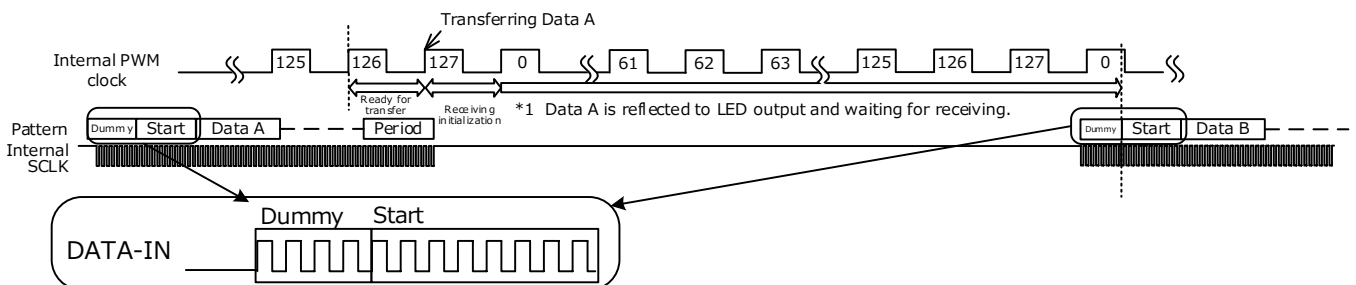 Transferring Data A
Internal PWM clock
125 126 127 0 61 62 63 125 126 127 0
Ready for transfer
Receiving initialization
*1 Data A is reflected to LED output and waiting for receiving.
Pattern
Dummy Start Data A Period Dummy Start Data B
Internal SCLK
Dummy Start
DATA-IN